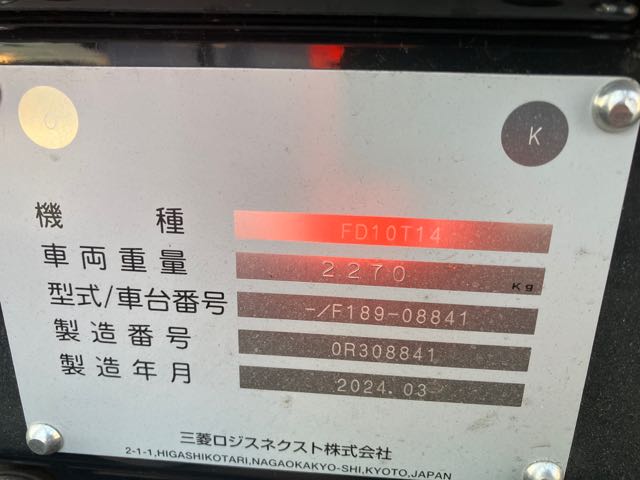 U
K
機種 FD10T14
車両重量 2270 Kg
型式/車台番号 -/F189-08841
製造番号 0R308841
製造年月 2024.03
三菱ロジスネクスト株式会社
2-1-1,HIGASHIKOTARI,NAGAOKAKYO-SHI,KYOTO,JAPAN